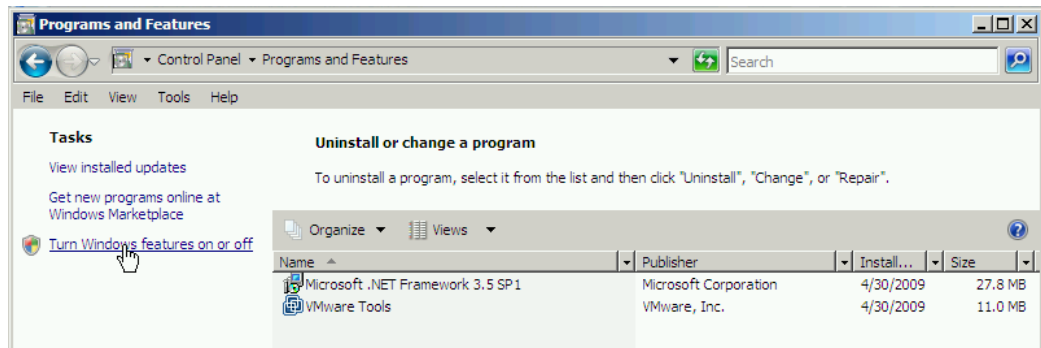 Programs and Features
Control Panel Programs and Features
Search
File Edit View Tools Help
Tasks
View installed updates
Get new programs online at
Windows Marketplace
Turn Windows features on or off
Uninstall or change a program
To uninstall a program, select it from the list and then click "Uninstall", "Change", or "Repair".
Organize Views
Name Publisher Install... Size
Microsoft .NET Framework 3.5 SP1 Microsoft Corporation 4/30/2009 27.8 MB
VMware Tools VMware, Inc. 4/30/2009 11.0 MB